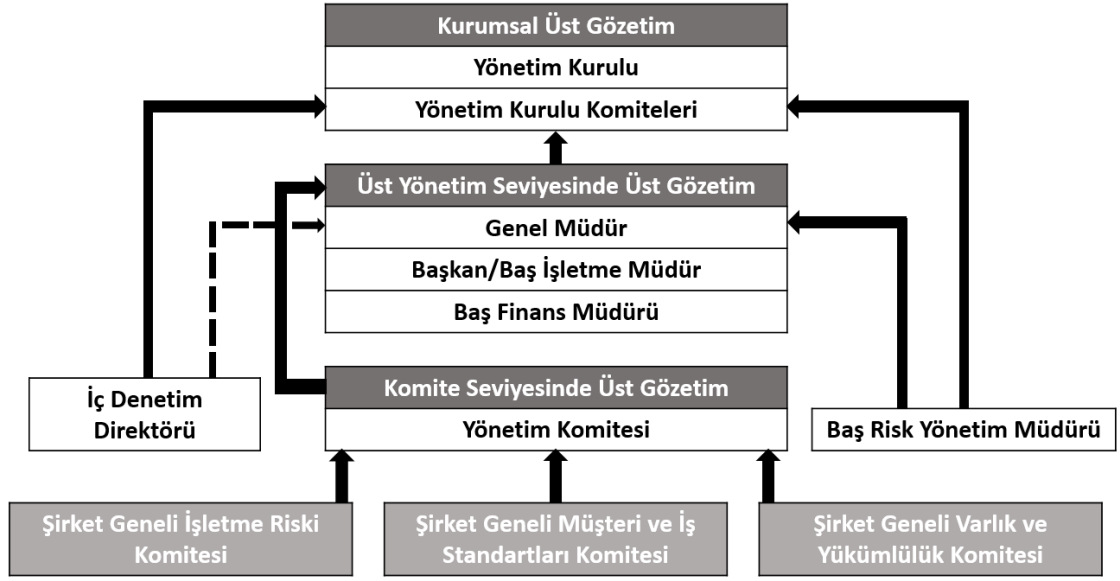 Kurumsal Üst Gözetim
Yönetim Kurulu
Yönetim Kurulu Komiteleri
Üst Yönetim Seviyesinde Üst Gözetim
Genel Müdür
Başkan/Baş İşletme Müdür
Baş Finans Müdürü
İç Denetim
Direktörü
Komite Seviyesinde Üst Gözetim
Yönetim Komitesi
Baş Risk Yönetim Müdürü
Şirket Geneli İşletme Riski
Komitesi
Şirket Geneli Müşteri ve İş
Standartları Komitesi
Şirket Geneli Varlık ve
Yükümlülük Komitesi